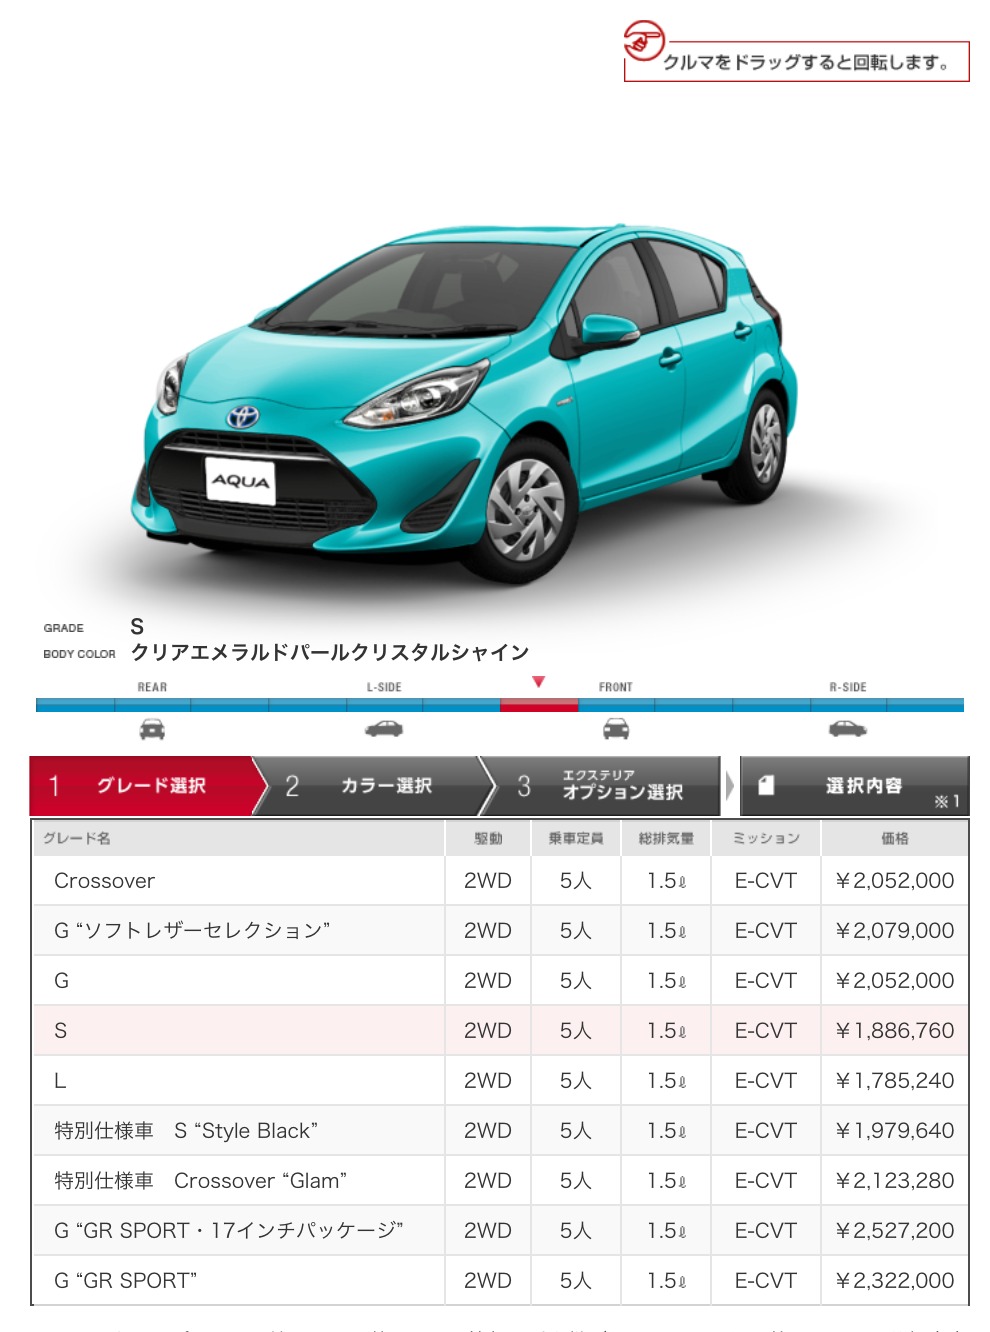 クルマをドラッグすると回転します。
AQUA
GRADE S
BODY COLOR クリアエメラルドパールクリスタルシャイン
REAR L-SIDE FRONT R-SIDE
1 グレード選択 2 カラー選択 3 エクステリア オプション選択 選択内容 ※1
グレード名 駆動 乗車定員 総排気量 ミッション 価格
Crossover 2WD 5人 1.5ℓ E-CVT ¥2,052,000
G “ソフトレザーセレクション” 2WD 5人 1.5ℓ E-CVT ¥2,079,000
G 2WD 5人 1.5ℓ E-CVT ¥2,052,000
S 2WD 5人 1.5ℓ E-CVT ¥1,886,760
L 2WD 5人 1.5ℓ E-CVT ¥1,785,240
特別仕様車　S “Style Black” 2WD 5人 1.5ℓ E-CVT ¥1,979,640
特別仕様車　Crossover “Glam” 2WD 5人 1.5ℓ E-CVT ¥2,123,280
G “GR SPORT・17インチパッケージ” 2WD 5人 1.5ℓ E-CVT ¥2,527,200
G “GR SPORT” 2WD 5人 1.5ℓ E-CVT ¥2,322,000